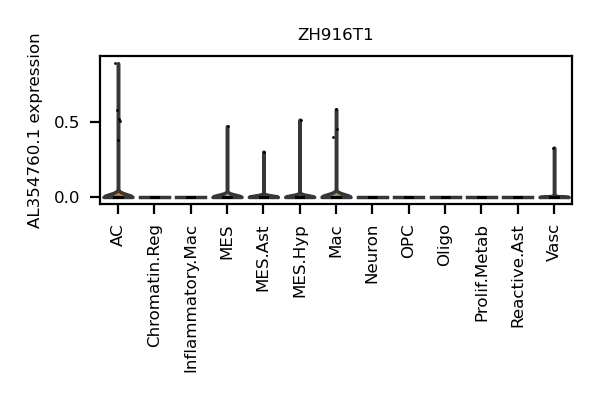 ZH916T1
AL354760.1 expression
0.5
0.0
AC
Chromatin.Reg
Inflammatory.Mac
MES
MES.Ast
MES.Hyp
Mac
Neuron
OPC
Oligo
Prolif.Metab
Reactive.Ast
Vasc